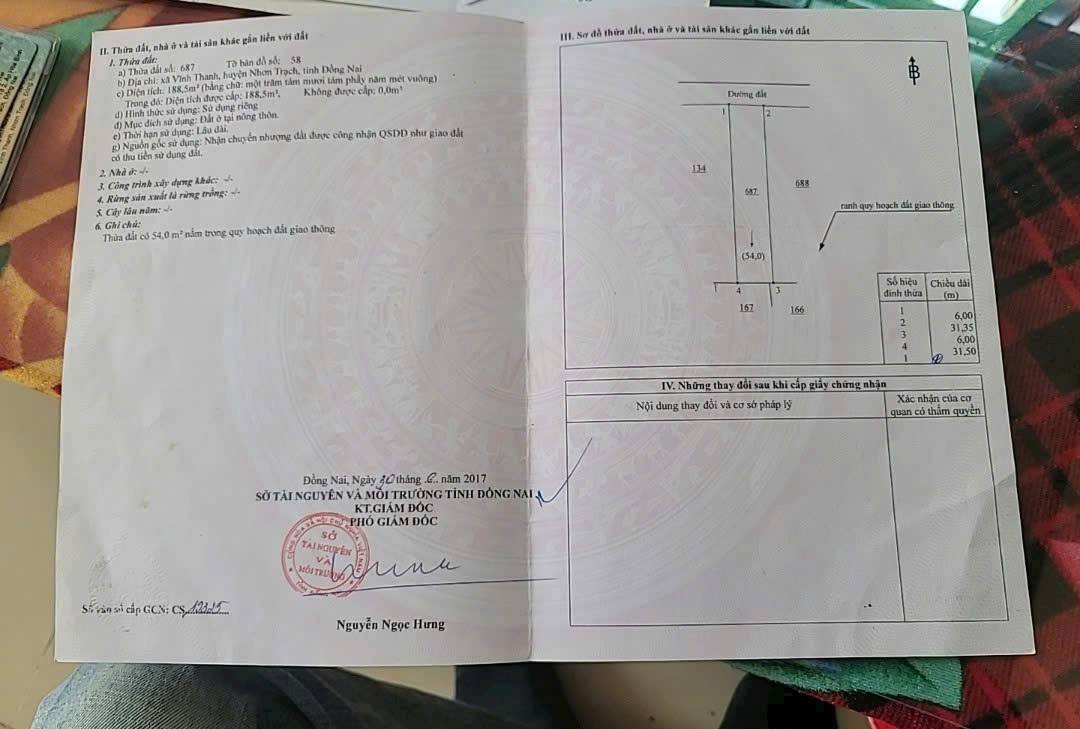 II. Thửa đất, nhà ở và tài sản khác gắn liền với đất
1. Thửa đất:
a) Thửa đất số: 687 Tờ bản đồ số: 58
b) Địa chỉ: xã Vĩnh Thanh, huyện Nhơn Trạch, tỉnh Đồng Nai
c) Diện tích: 188,5m² (bằng chữ: một trăm tám mươi tám phẩy năm mét vuông)
Trong đó: Diện tích được cấp: 188,5m², Không được cấp: 0,0m²
d) Hình thức sử dụng: Sử dụng riêng
đ) Mục đích sử dụng: Đất ở tại nông thôn.
e) Thời hạn sử dụng: Lâu dài.
g) Nguồn gốc sử dụng: Nhận chuyển nhượng đất được công nhận QSDĐ như giao đất
có thu tiền sử dụng đất.
2. Nhà ở: -/-
3. Công trình xây dựng khác: -/-
4. Rừng sản xuất là rừng trồng: -/-
5. Cây lâu năm: -/-
6. Ghi chú:
Thửa đất có 54,0 m² nằm trong quy hoạch đất giao thông
Đồng Nai, Ngày 30 tháng 6 năm 2017
SỞ TÀI NGUYÊN VÀ MÔI TRƯỜNG TỈNH ĐỒNG NAI
KT.GIÁM ĐỐC
PHÓ GIÁM ĐỐC
SỞ
TÀI NGUYÊN
VÀ
MÔI TRƯỜNG
Số vào sổ cấp GCN: CS
Nguyễn Ngọc Hưng
III. Sơ đồ thửa đất, nhà ở và tài sản khác gắn liền với đất
B
Đường đất
1 2
134
687
688
ranh quy hoạch đất giao thông
(54,0)
1 4 3
167 166
Số hiệu đỉnh thửa Chiều dài (m)
1
6,00
2
31,35
3
6,00
4
31,50
1
IV. Những thay đổi sau khi cấp giấy chứng nhận
Nội dung thay đổi và cơ sở pháp lý
Xác nhận của cơ
quan có thẩm quyền